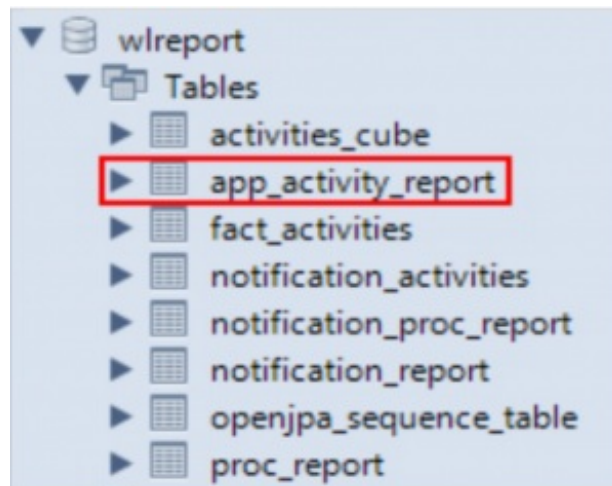 wlreport
Tables
activities_cube
app_activity_report
fact_activities
notification_activities
notification_proc_report
notification_report
openjpa_sequence_table
proc_report